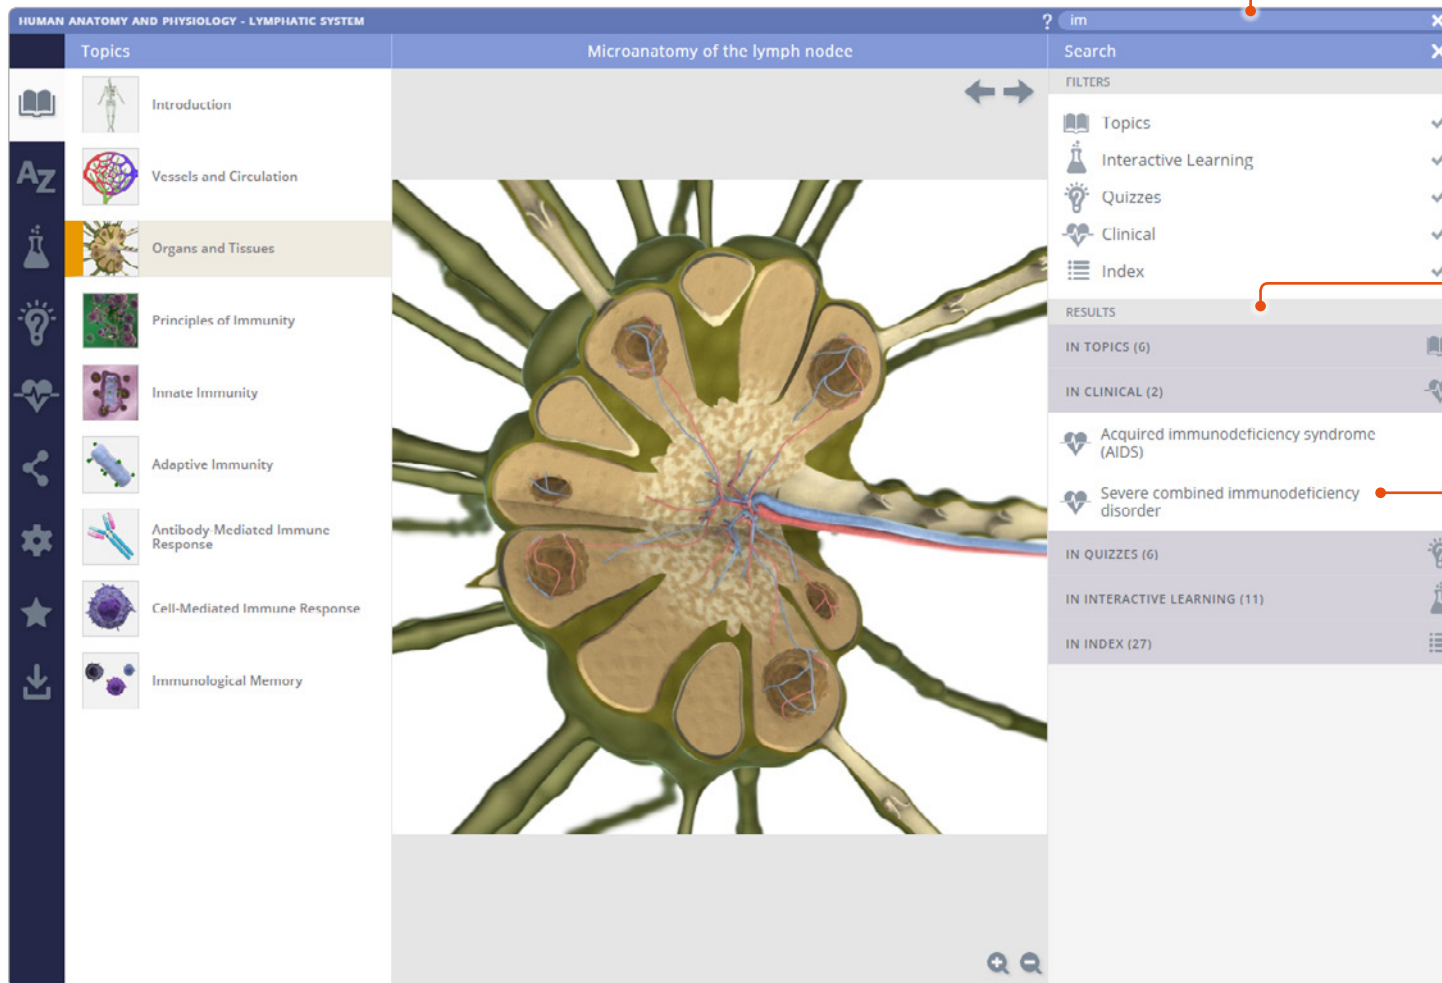 HUMAN ANATOMY AND PHYSIOLOGY - LYMPHATIC SYSTEM
? im
Topics
Microanatomy of the lymph nodee
Search
AZ
Introduction
Vessels and Circulation
Organs and Tissues
Principles of Immunity
Innate Immunity
Adaptive Immunity
Antibody-Mediated Immune
Response
Cell-Mediated Immune Response
Immunological Memory
FILTERS
Topics
Interactive Learning
Quizzes
Clinical
Index
RESULTS
IN TOPICS (6)
IN CLINICAL (2)
Acquired immunodeficiency syndrome
(AIDS)
Severe combined immunodeficiency
disorder
IN QUIZZES (6)
IN INTERACTIVE LEARNING (11)
IN INDEX (27)